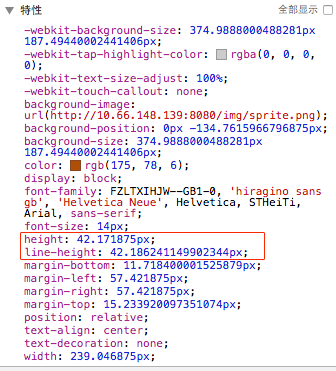 ▼ 特性 全部显示
-webkit-background-size: 374.9888000488281px
187.49440002441406px;
-webkit-tap-highlight-color: rgba(0, 0, 0,
0);
-webkit-text-size-adjust: 100%;
-webkit-touch-callout: none;
background-image:
url(http://10.66.148.139:8080/img/sprite.png);
background-position: 0px -134.7615966796875px;
background-size: 374.9888000488281px
187.49440002441406px;
color: rgb(175, 78, 6);
display: block;
font-family: FZLTXIHJW--GB1-0, 'hiragino sans
gb', 'Helvetica Neue', Helvetica, STHeiTi,
Arial, sans-serif;
font-size: 14px;
height: 42.171875px;
line-height: 42.186241149902344px;
margin-bottom: 11.718400001525879px;
margin-left: 57.421875px;
margin-right: 57.421875px;
margin-top: 15.233920097351074px;
position: relative;
text-align: center;
text-decoration: none;
width: 239.046875px;